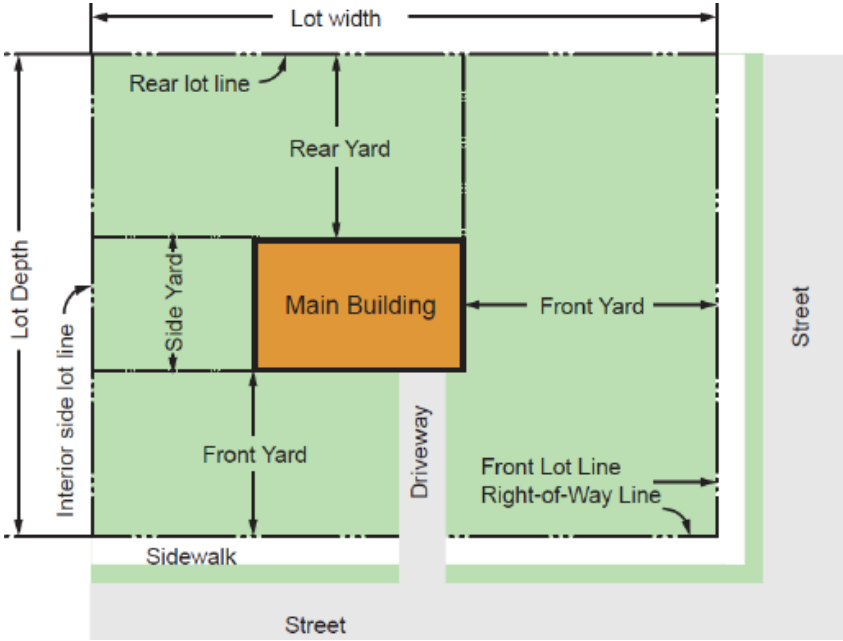 Lot width
Rear lot line
Rear Yard
Lot Depth
Interior side lot line
Side Yard
Main Building
Front Yard
Street
Front Yard
Driveway
Front Lot Line
Right-of-Way Line
Sidewalk
Street